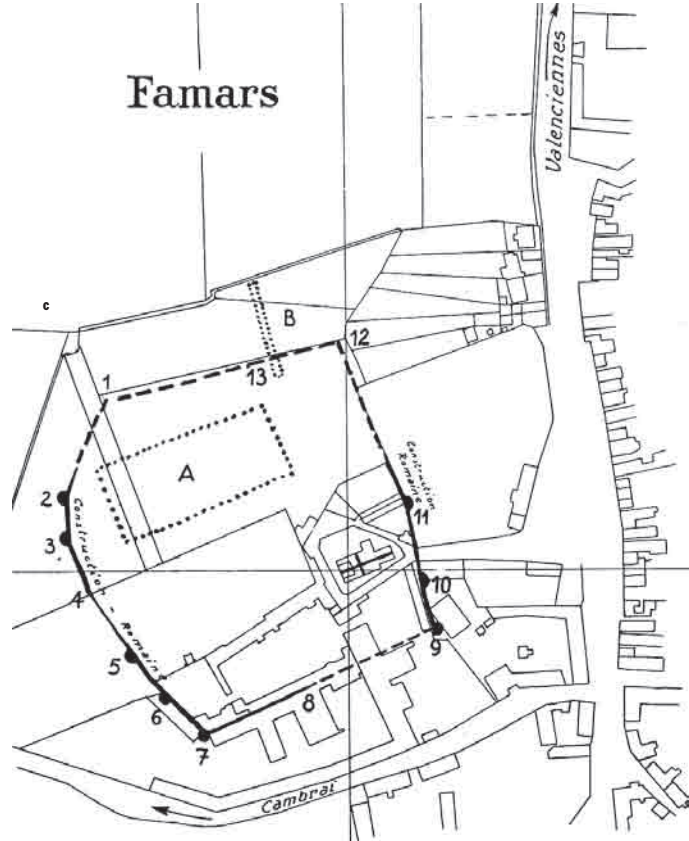 Famars
Valenciennes
c
B
12
13
1
A
2
Construction - Romaine
3
4
Construction
Romaine
11
10
9
5
6
7
8
Cambrai